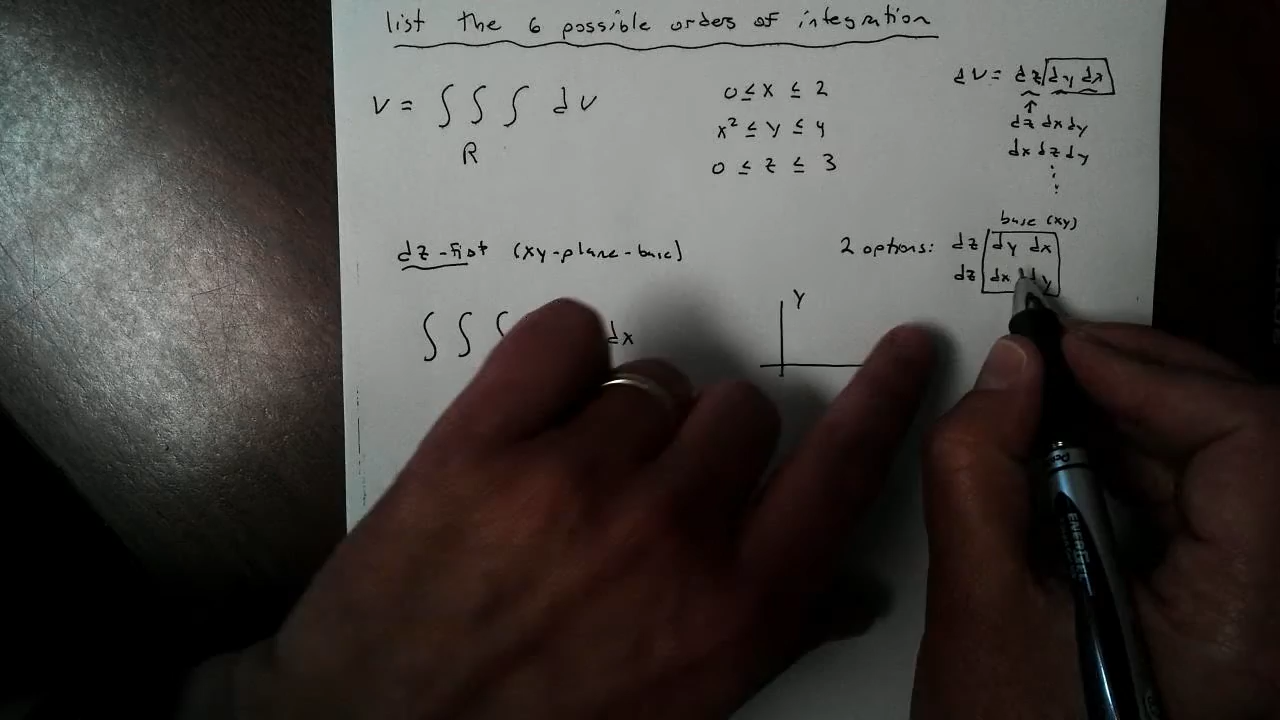 list the 6 possible orders of integration
V = ∫ ∫ ∫ dV
R
0 ≤ x ≤ 2
x² ≤ y ≤ 4
0 ≤ z ≤ 3
dV = dz dy dx
↑
dz dx dy
dx dz dy
⋮
dz-first (xy-plane-base)
2 options:
base (xy)
dz dy dx
dz dx dy
∫ ∫ ∫ dx
y